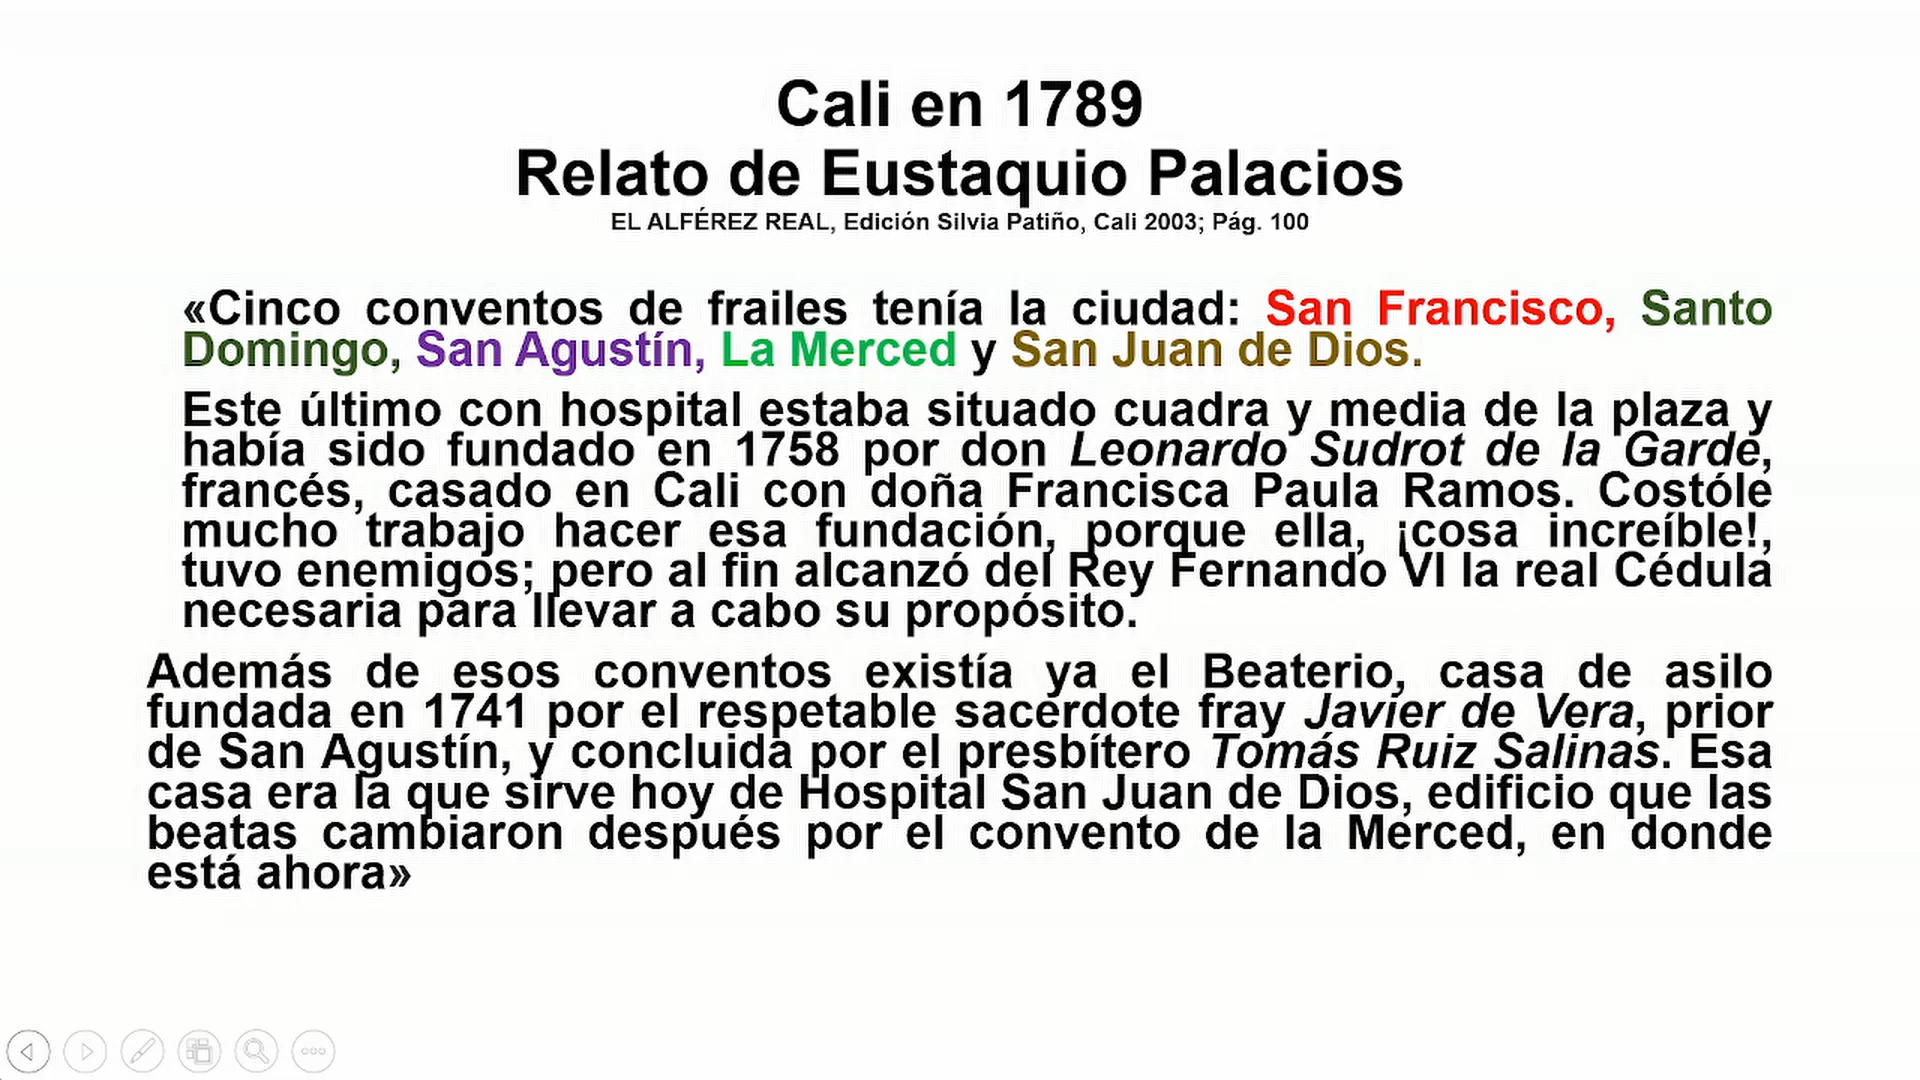 Cali en 1789
Relato de Eustaquio Palacios
EL ALFÉREZ REAL, Edición Silvia Patiño, Cali 2003; Pág. 100
«Cinco conventos de frailes tenía la ciudad: San Francisco, Santo
Domingo, San Agustín, La Merced y San Juan de Dios.
Este último con hospital estaba situado cuadra y media de la plaza y
había sido fundado en 1758 por don Leonardo Sudrot de la Garde,
francés, casado en Cali con doña Francisca Paula Ramos. Costóle
mucho trabajo hacer esa fundación, porque ella, ¡cosa increíble!,
tuvo enemigos; pero al fin alcanzó del Rey Fernando VI la real Cédula
necesaria para llevar a cabo su propósito.
Además de esos conventos existía ya el Beaterio, casa de asilo
fundada en 1741 por el respetable sacerdote fray Javier de Vera, prior
de San Agustín, y concluida por el presbítero Tomás Ruiz Salinas. Esa
casa era la que sirve hoy de Hospital San Juan de Dios, edificio que las
beatas cambiaron después por el convento de la Merced, en donde
está ahora»